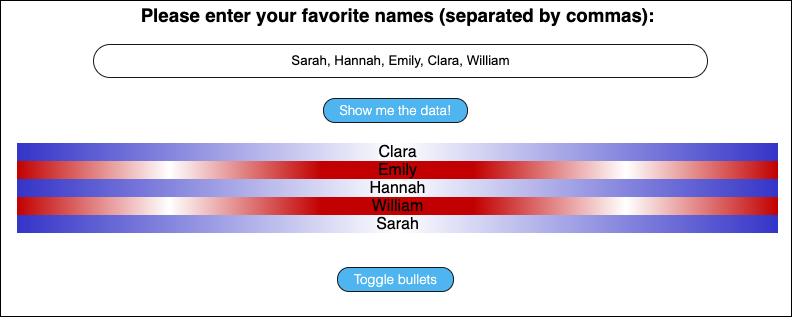 Please enter your favorite names (separated by commas):
Sarah, Hannah, Emily, Clara, William
Show me the data!
Clara
Emily
Hannah
William
Sarah
Toggle bullets